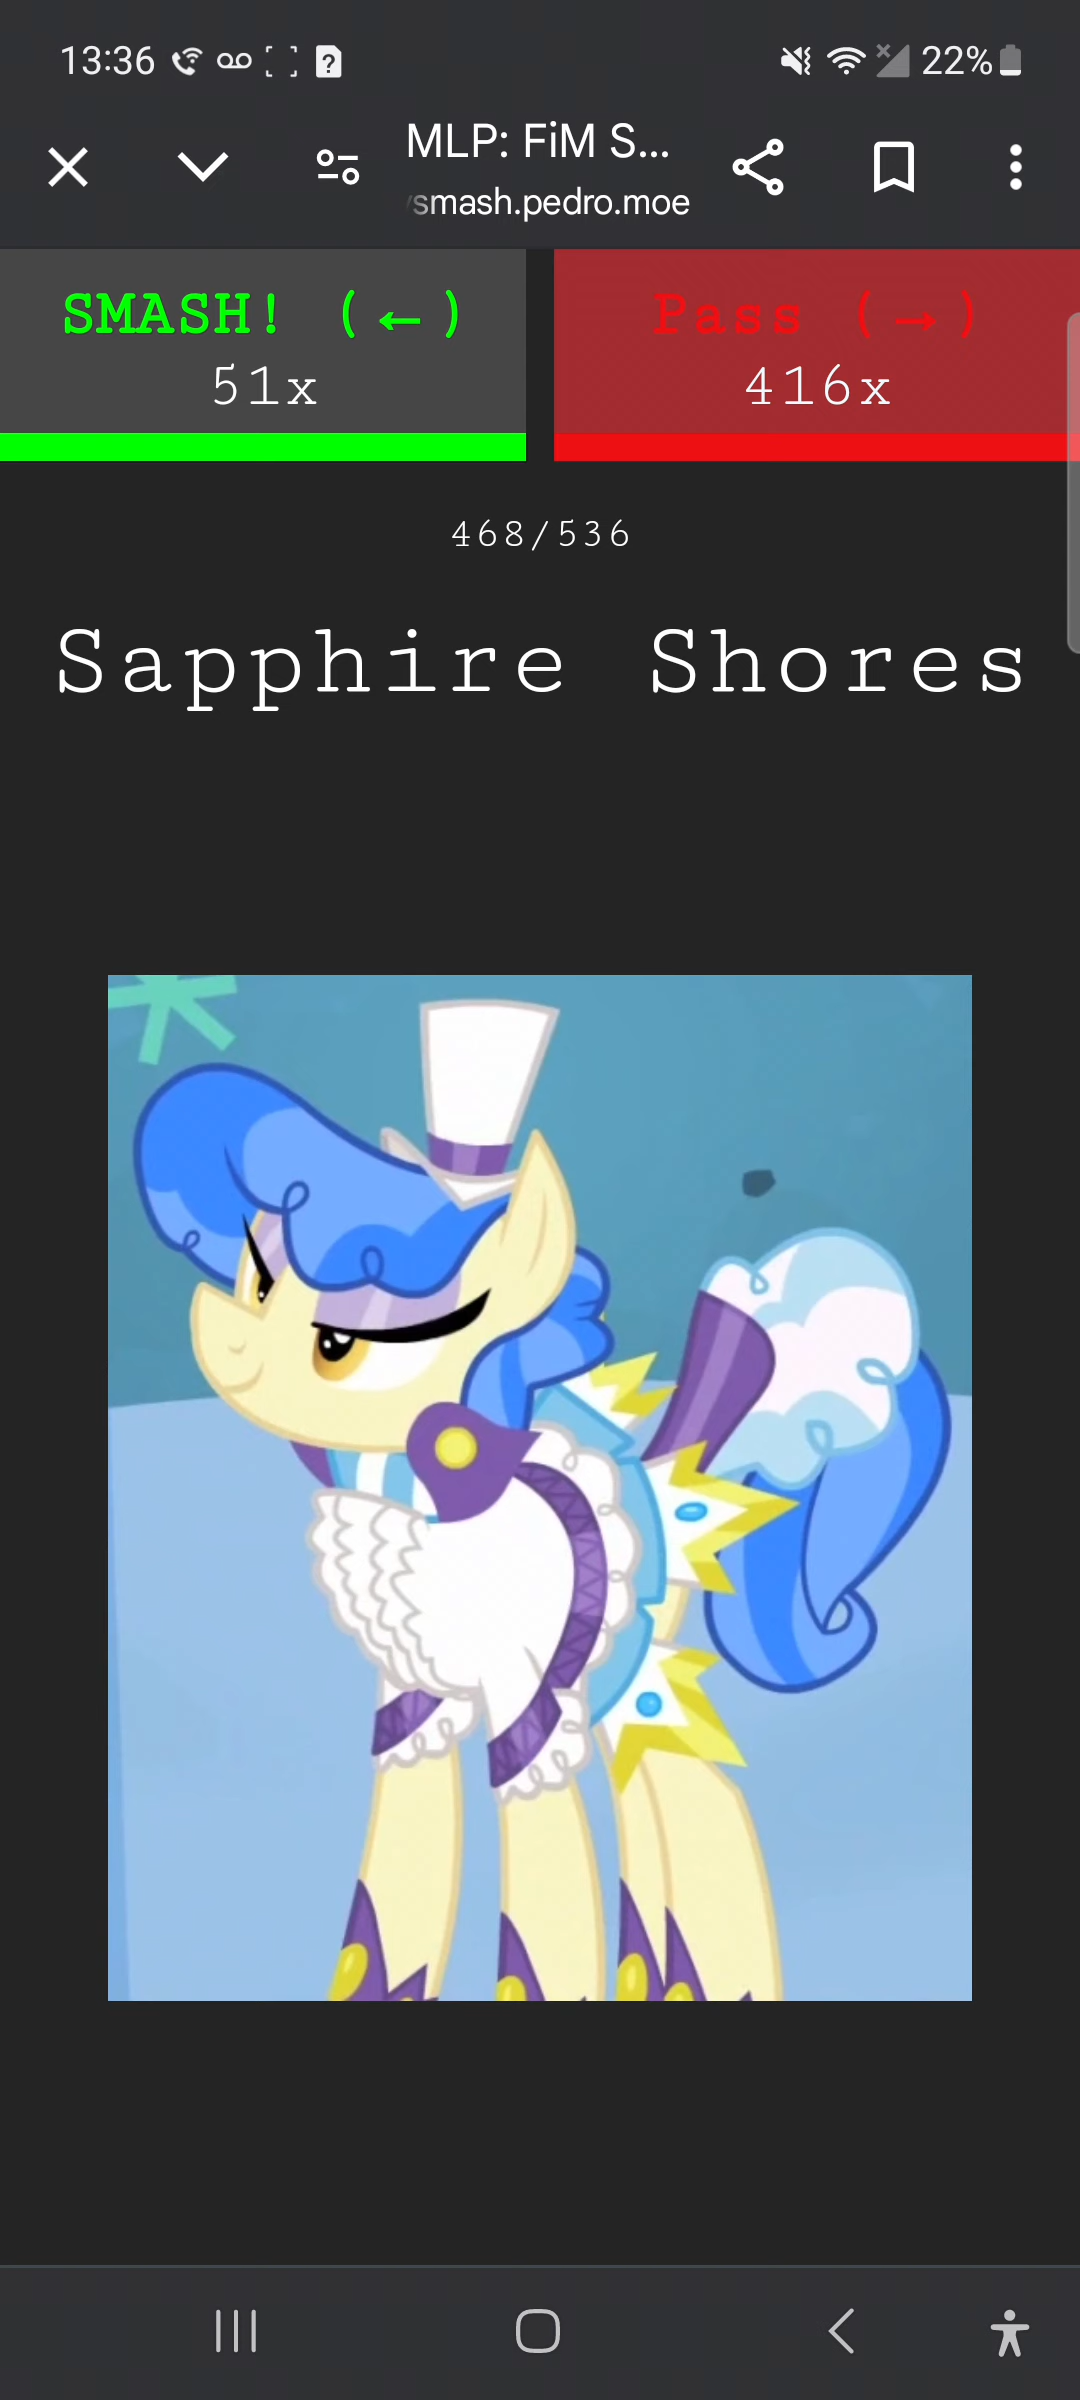 13:36
22%
MLP: FiM S...
smash.pedro.moe
SMASH! (←)
51x
Pass (→)
416x
468/536
Sapphire Shores